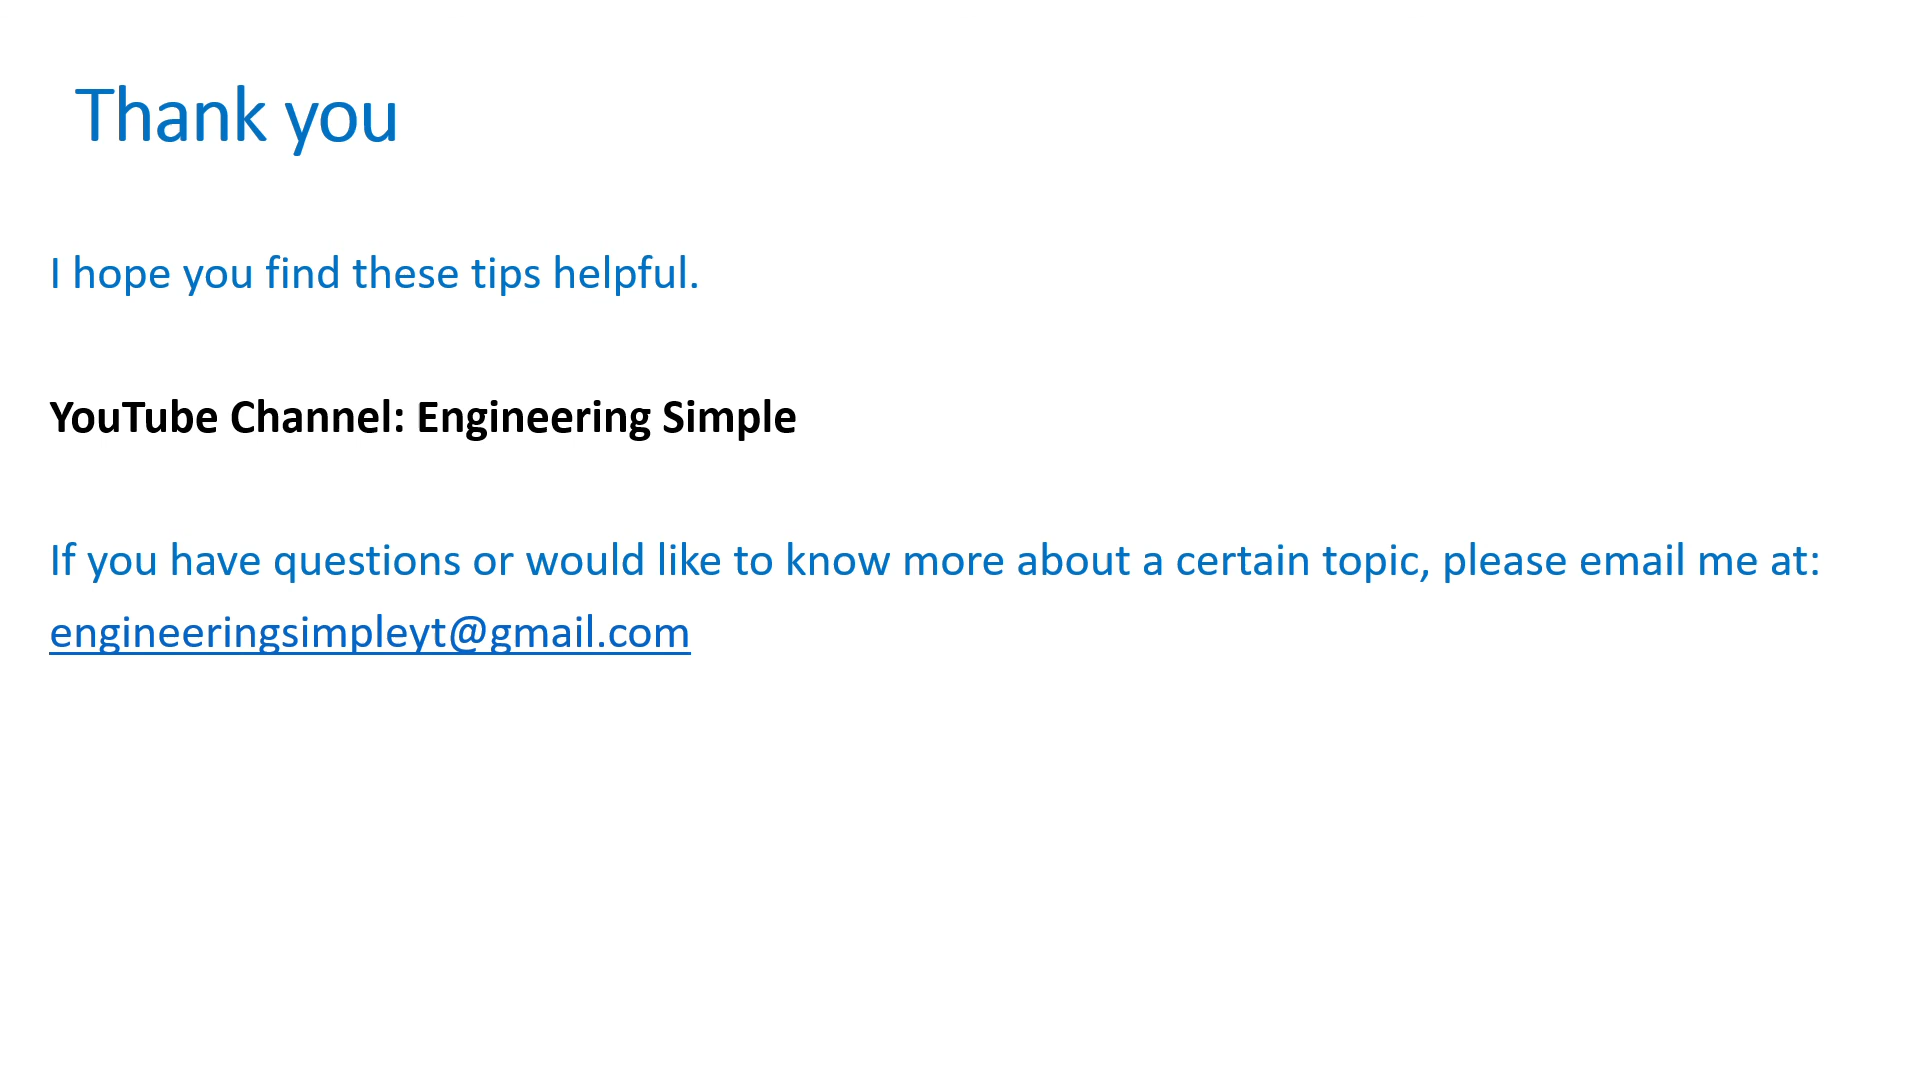 Thank you
I hope you find these tips helpful.
YouTube Channel: Engineering Simple
If you have questions or would like to know more about a certain topic, please email me at:
engineeringsimpleyt@gmail.com